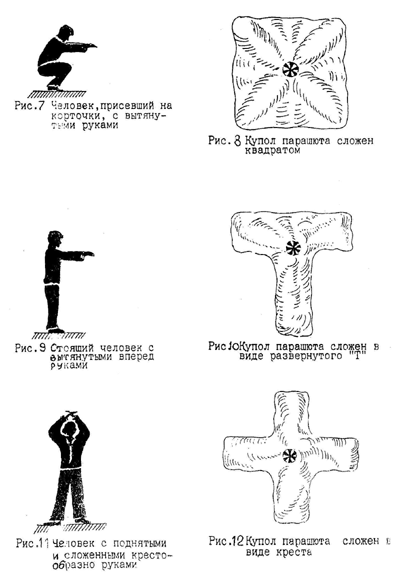 Рис.7 Человек,присевший на
корточки, с вытяну-
тыми руками
Рис.8 Купол парашюта сложен
квадратом
Рис.9 Стоящий человек с
вытянутыми вперед
руками
Рис.10Купол парашюта сложен в
виде развернутого "Т"
Рис.11 Человек с поднятыми
и сложенными кресто-
образно руками
Рис.12 Купол парашюта сложен в
виде креста